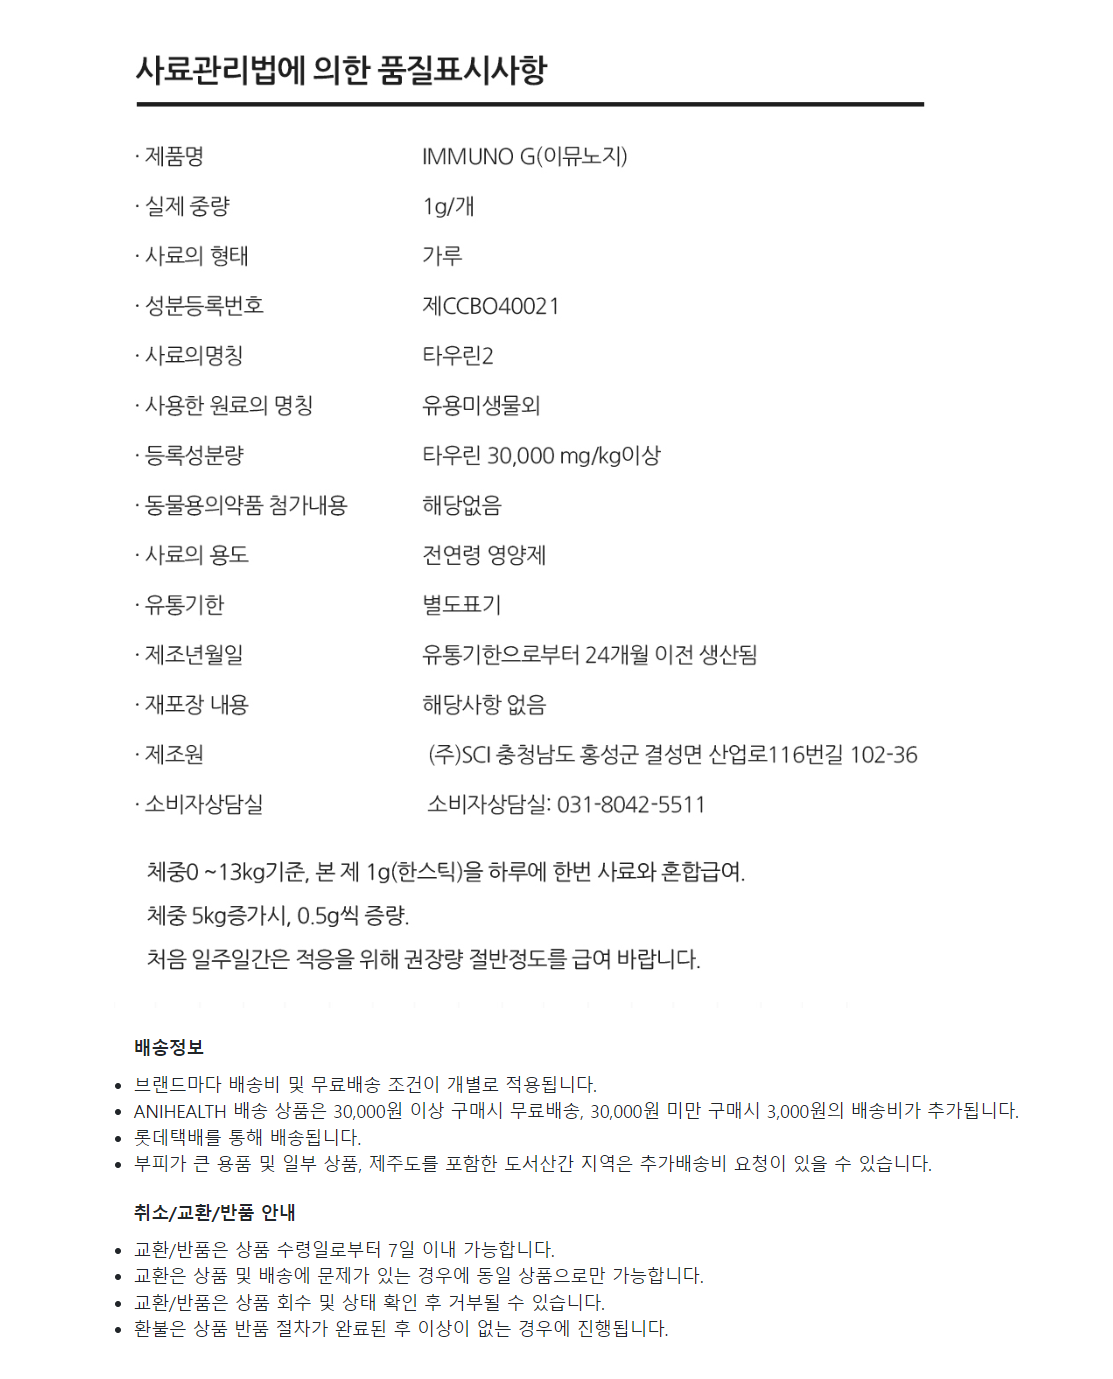 사료관리법에 의한 품질표시사항
· 제품명 IMMUNO G(이뮤노지)
· 실제 중량 1g/개
· 사료의 형태 가루
· 성분등록번호 제CCBO40021
· 사료의명칭 타우린2
· 사용한 원료의 명칭 유용미생물외
· 등록성분량 타우린 30,000 mg/kg이상
· 동물용의약품 첨가내용 해당없음
· 사료의 용도 전연령 영양제
· 유통기한 별도표기
· 제조년월일 유통기한으로부터 24개월 이전 생산됨
· 재포장 내용 해당사항 없음
· 제조원 (주)SCI 충청남도 홍성군 결성면 산업로116번길 102-36
· 소비자상담실 소비자상담실: 031-8042-5511
체중0 ~13kg기준, 본 제 1g(한스틱)을 하루에 한번 사료와 혼합급여.
체중 5kg증가시, 0.5g씩 증량.
처음 일주일간은 적응을 위해 권장량 절반정도를 급여 바랍니다.
배송정보
• 브랜드마다 배송비 및 무료배송 조건이 개별로 적용됩니다.
• ANIHEALTH 배송 상품은 30,000원 이상 구매시 무료배송, 30,000원 미만 구매시 3,000원의 배송비가 추가됩니다.
• 롯데택배를 통해 배송됩니다.
• 부피가 큰 용품 및 일부 상품, 제주도를 포함한 도서산간 지역은 추가배송비 요청이 있을 수 있습니다.
취소/교환/반품 안내
• 교환/반품은 상품 수령일로부터 7일 이내 가능합니다.
• 교환은 상품 및 배송에 문제가 있는 경우에 동일 상품으로만 가능합니다.
• 교환/반품은 상품 회수 및 상태 확인 후 거부될 수 있습니다.
• 환불은 상품 반품 절차가 완료된 후 이상이 없는 경우에 진행됩니다.